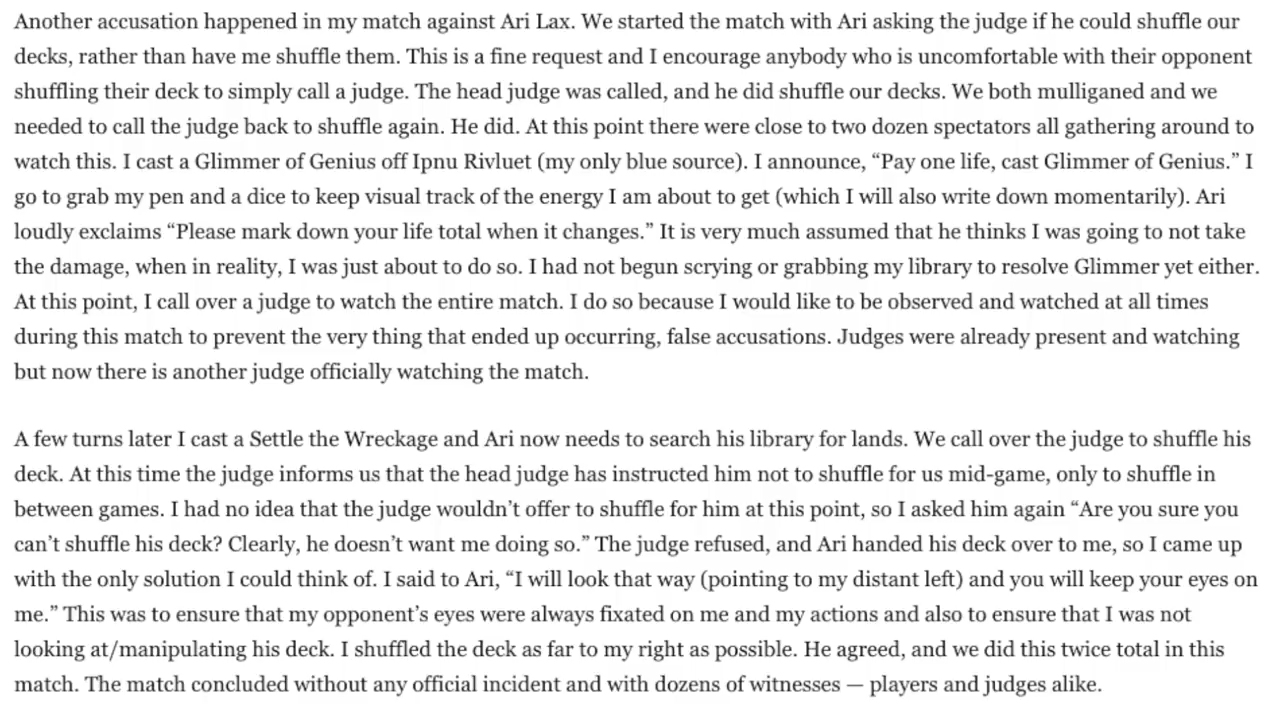 Another accusation happened in my match against Ari Lax. We started the match with Ari asking the judge if he could shuffle our
decks, rather than have me shuffle them. This is a fine request and I encourage anybody who is uncomfortable with their opponent
shuffling their deck to simply call a judge. The head judge was called, and he did shuffle our decks. We both mulliganed and we
needed to call the judge back to shuffle again. He did. At this point there were close to two dozen spectators all gathering around to
watch this. I cast a Glimmer of Genius off Ipnu Rivluet (my only blue source). I announce, “Pay one life, cast Glimmer of Genius.” I
go to grab my pen and a dice to keep visual track of the energy I am about to get (which I will also write down momentarily). Ari
loudly exclaims “Please mark down your life total when it changes.” It is very much assumed that he thinks I was going to not take
the damage, when in reality, I was just about to do so. I had not begun scrying or grabbing my library to resolve Glimmer yet either.
At this point, I call over a judge to watch the entire match. I do so because I would like to be observed and watched at all times
during this match to prevent the very thing that ended up occurring, false accusations. Judges were already present and watching
but now there is another judge officially watching the match.
A few turns later I cast a Settle the Wreckage and Ari now needs to search his library for lands. We call over the judge to shuffle his
deck. At this time the judge informs us that the head judge has instructed him not to shuffle for us mid-game, only to shuffle in
between games. I had no idea that the judge wouldn’t offer to shuffle for him at this point, so I asked him again “Are you sure you
can’t shuffle his deck? Clearly, he doesn’t want me doing so.” The judge refused, and Ari handed his deck over to me, so I came up
with the only solution I could think of. I said to Ari, “I will look that way (pointing to my distant left) and you will keep your eyes on
me.” This was to ensure that my opponent’s eyes were always fixated on me and my actions and also to ensure that I was not
looking at/manipulating his deck. I shuffled the deck as far to my right as possible. He agreed, and we did this twice total in this
match. The match concluded without any official incident and with dozens of witnesses — players and judges alike.